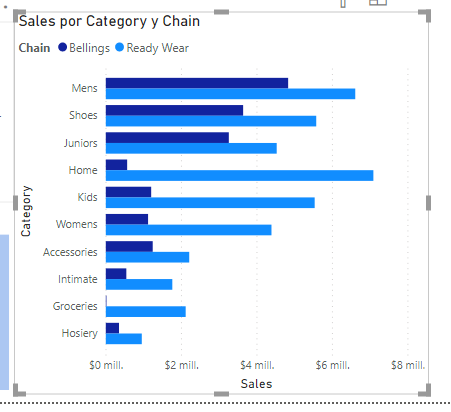 Sales por Category y Chain
Chain Bellings Ready Wear
Mens
Shoes
Juniors
Home
Kids
Womens
Accessories
Intimate
Groceries
Hosiery
Category
$0 mill. $2 mill. $4 mill. $6 mill. $8 mill.
Sales